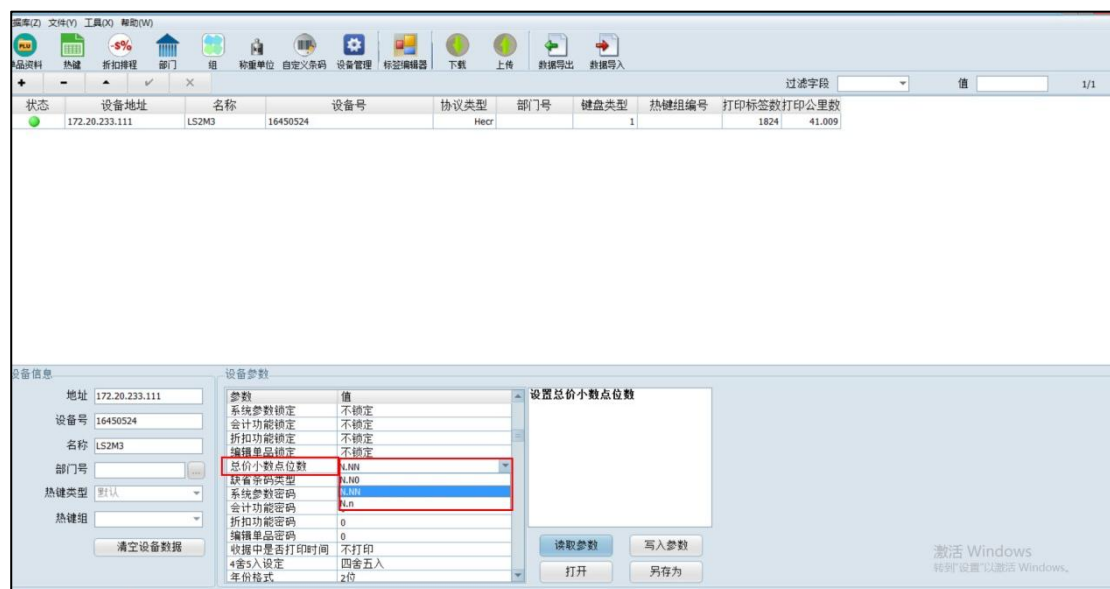 据库(Z) 文件(Y) 工具(X) 帮助(W)
PLU -$%
品资料 热键 折扣排程 部门 组 称重单位 自定义条码 设备管理 标签编辑器 下载 上传 数据导出 数据导入
过滤字段 值 1/1
状态 设备地址 名称 设备号 协议类型 部门号 键盘类型 热键组编号 打印标签数 打印公里数
172.20.233.111 LS2M3 16450524 Hecr 1 1824 41.009
设备信息
地址 172.20.233.111
设备号 16450524
名称 LS2M3
部门号 ...
热键类型 默认
热键组
清空设备数据
设备参数
参数 值
系统参数锁定 不锁定
会计功能锁定 不锁定
折扣功能锁定 不锁定
编辑单品锁定 不锁定
总价小数点位数 N.NN
缺省条码类型 N.N0
系统参数密码 N.NN
会计功能密码 N.n
折扣功能密码 0
编辑单品密码 0
收据中是否打印时间 不打印
4舍5入设定 四舍五入
年份格式 2位
设置总价小数点位数
读取参数 写入参数
打开 另存为
激活 Windows
转到"设置"以激活 Windows。